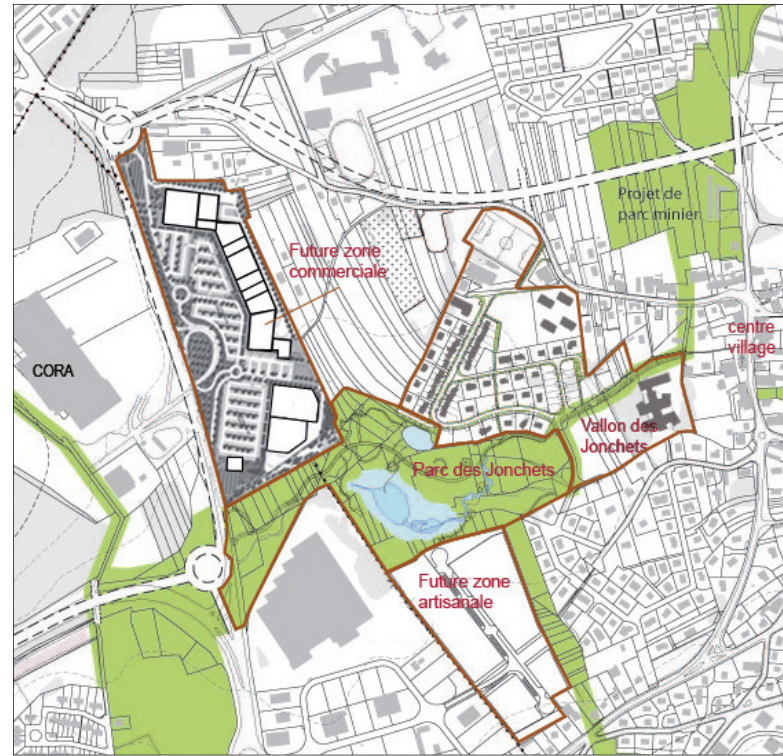 Projet de
parc minier
Future zone
commerciale
centre
village
CORA
Vallon des
Jonchets
Parc des Jonchets
Future zone
artisanale